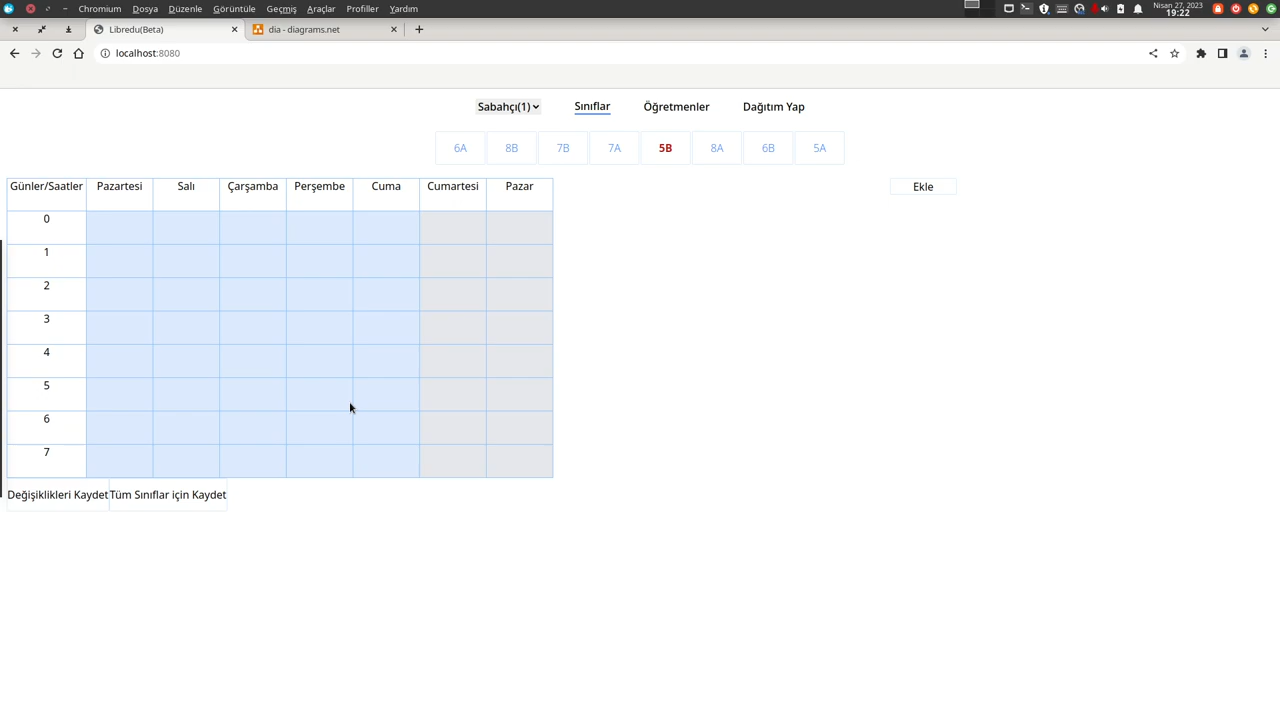 Chromium Dosya Düzenle Görüntüle Geçmiş Araçlar Profiller Yardım
Nisan 27, 2023
19:22
Libredu(Beta)
dia - diagrams.net
localhost:8080
Sabahçı(1) Sınıflar Öğretmenler Dağıtım Yap
6A 8B 7B 7A 5B 8A 6B 5A
Günler/Saatler Pazartesi Salı Çarşamba Perşembe Cuma Cumartesi Pazar
Ekle
0
1
2
3
4
5
6
7
Değişiklikleri Kaydet Tüm Sınıflar için Kaydet